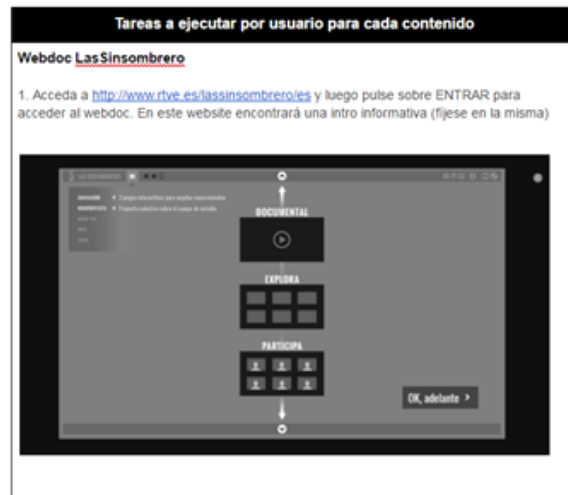 Tareas a ejecutar por usuario para cada contenido
Webdoc LasSinsombrero
1. Acceda a http://www.rtve.es/lassinsombrero/es y luego pulse sobre ENTRAR para
acceder al webdoc. En este website encontrará una intro informativa (fíjese en la misma)
LAS SINSOMBRERO
DOCUMENTAL
EXPLORA
PARTICIPA
OK, adelante >